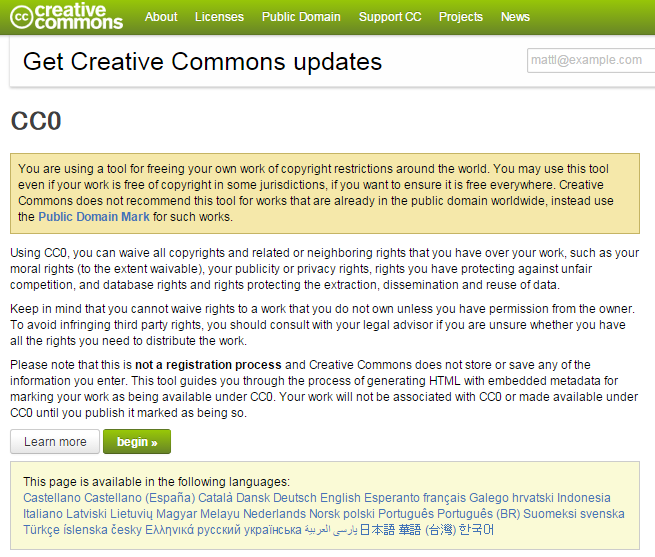 cc creative commons
About Licenses Public Domain Support CC Projects News
Get Creative Commons updates
mattl@example.com
CC0
You are using a tool for freeing your own work of copyright restrictions around the world. You may use this tool
even if your work is free of copyright in some jurisdictions, if you want to ensure it is free everywhere. Creative
Commons does not recommend this tool for works that are already in the public domain worldwide, instead use
the Public Domain Mark for such works.
Using CC0, you can waive all copyrights and related or neighboring rights that you have over your work, such as your
moral rights (to the extent waivable), your publicity or privacy rights, rights you have protecting against unfair
competition, and database rights and rights protecting the extraction, dissemination and reuse of data.
Keep in mind that you cannot waive rights to a work that you do not own unless you have permission from the owner.
To avoid infringing third party rights, you should consult with your legal advisor if you are unsure whether you have
all the rights you need to distribute the work.
Please note that this is not a registration process and Creative Commons does not store or save any of the
information you enter. This tool guides you through the process of generating HTML with embedded metadata for
marking your work as being available under CC0. Your work will not be associated with CC0 or made available under
CC0 until you publish it marked as being so.
Learn more begin »
This page is available in the following languages:
Castellano Castellano (España) Català Dansk Deutsch English Esperanto français Galego hrvatski Indonesia
Italiano Latviski Lietuvių Magyar Melayu Nederlands Norsk polski Português Português (BR) Suomeksi svenska
Türkçe íslenska česky Ελληνικά русский українська العربية پارسی 日本語 華語 (台灣) 한국어